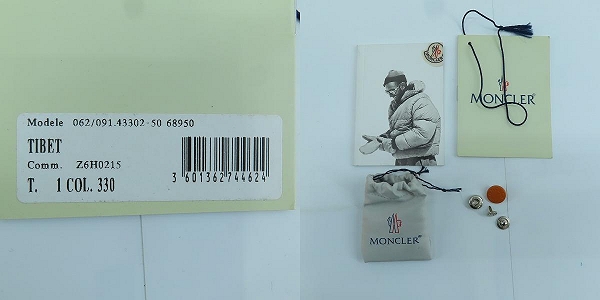 Modele 062/091.43302-50 68950
TIBET
Comm. Z6H0215
T. 1 COL. 330
3 601362 744624
MONCLER
MONCLER